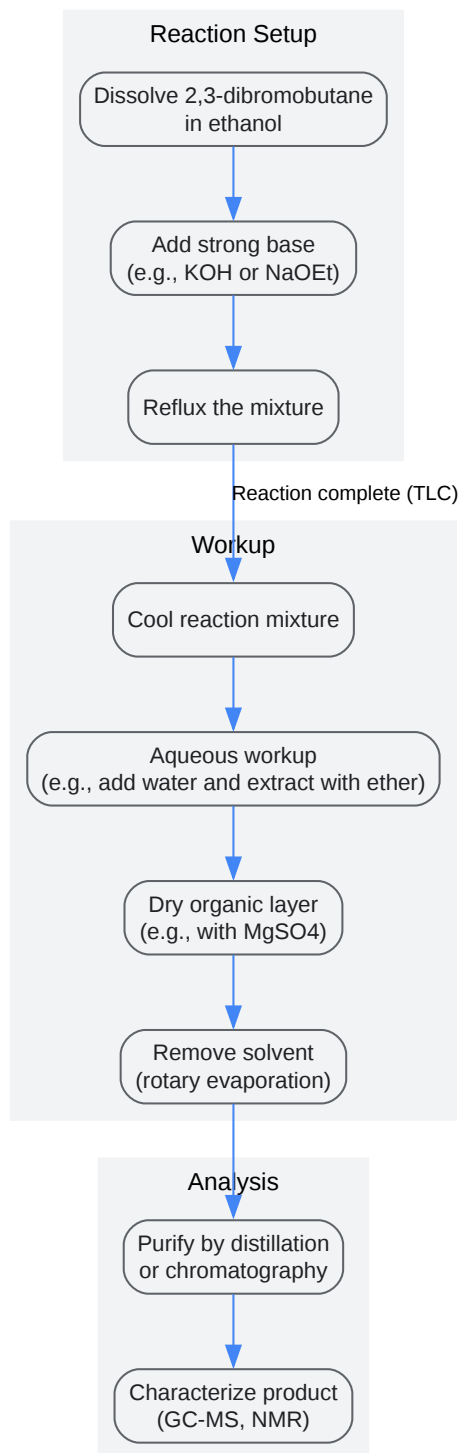 Reaction Setup
Dissolve 2,3-dibromobutane
in ethanol
Add strong base
(e.g., KOH or NaOEt)
Reflux the mixture
Reaction complete (TLC)
Workup
Cool reaction mixture
Aqueous workup
(e.g., add water and extract with ether)
Dry organic layer
(e.g., with MgSO4)
Remove solvent
(rotary evaporation)
Analysis
Purify by distillation
or chromatography
Characterize product
(GC-MS, NMR)